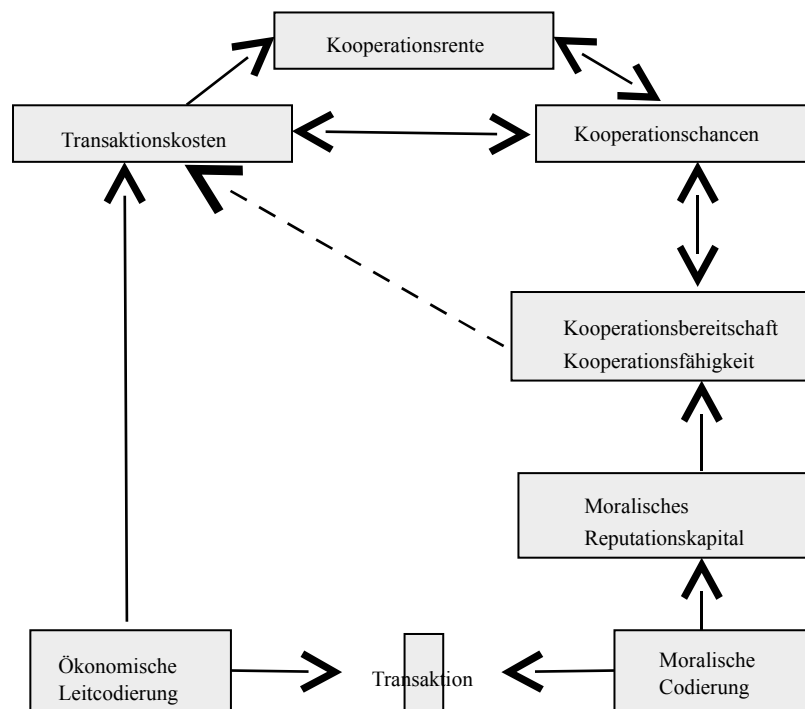 Kooperationsrente
Transaktionskosten
Kooperationschancen
Kooperationsbereitschaft
Kooperationsfähigkeit
Moralisches
Reputationskapital
Ökonomische
Leitcodierung
Transaktion
Moralische
Codierung